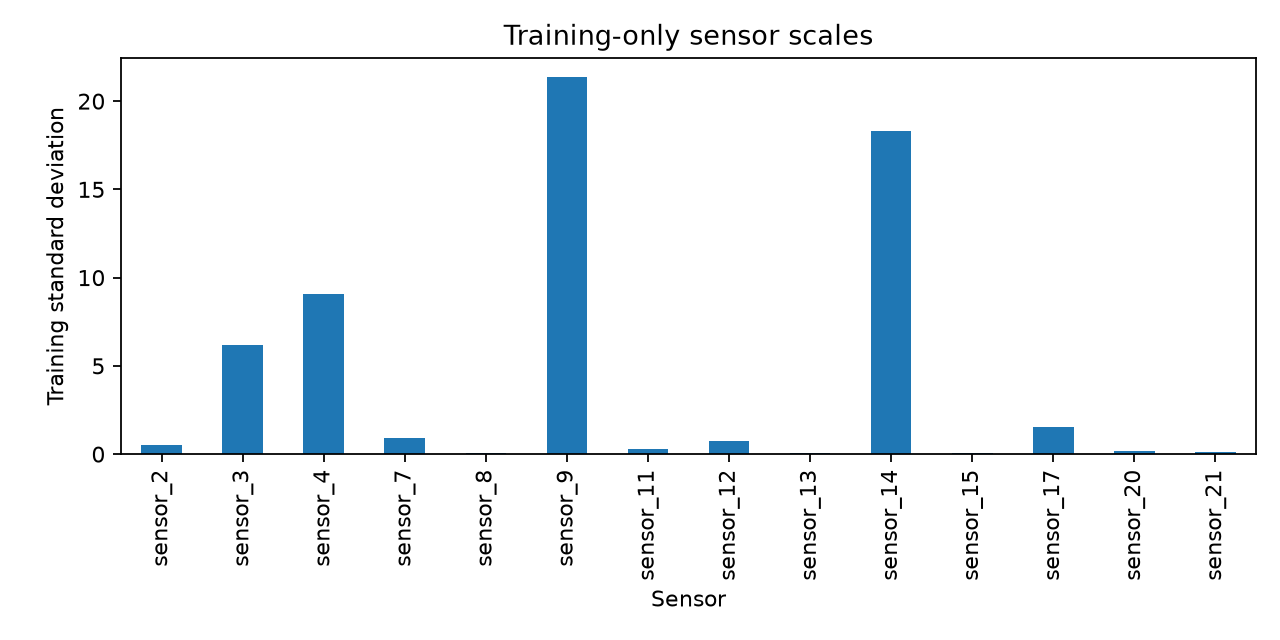 Training-only sensor scales
Training standard deviation
20
15
10
5
0
sensor_2
sensor_3
sensor_4
sensor_7
sensor_8
sensor_9
sensor_11
sensor_12
sensor_13
sensor_14
sensor_15
sensor_17
sensor_20
sensor_21
Sensor